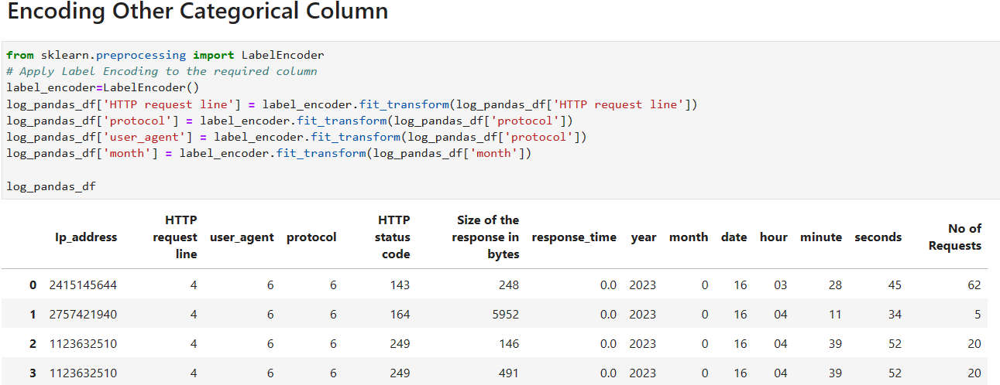 Encoding Other Categorical Column
from sklearn.preprocessing import LabelEncoder
# Apply Label Encoding to the required column
label_encoder=LabelEncoder()
log_pandas_df['HTTP request line'] = label_encoder.fit_transform(log_pandas_df['HTTP request line'])
log_pandas_df['protocol'] = label_encoder.fit_transform(log_pandas_df['protocol'])
log_pandas_df['user_agent'] = label_encoder.fit_transform(log_pandas_df['protocol'])
log_pandas_df['month'] = label_encoder.fit_transform(log_pandas_df['month'])
log_pandas_df
Ip_address HTTP request line user_agent protocol HTTP status code Size of the response in bytes response_time year month date hour minute seconds No of Requests
0 2415145644 4 6 6 143 248 0.0 2023 0 16 03 28 45 62
1 2757421940 4 6 6 164 5952 0.0 2023 0 16 04 11 34 5
2 1123632510 4 6 6 249 146 0.0 2023 0 16 04 39 52 20
3 1123632510 4 6 6 249 491 0.0 2023 0 16 04 39 52 20